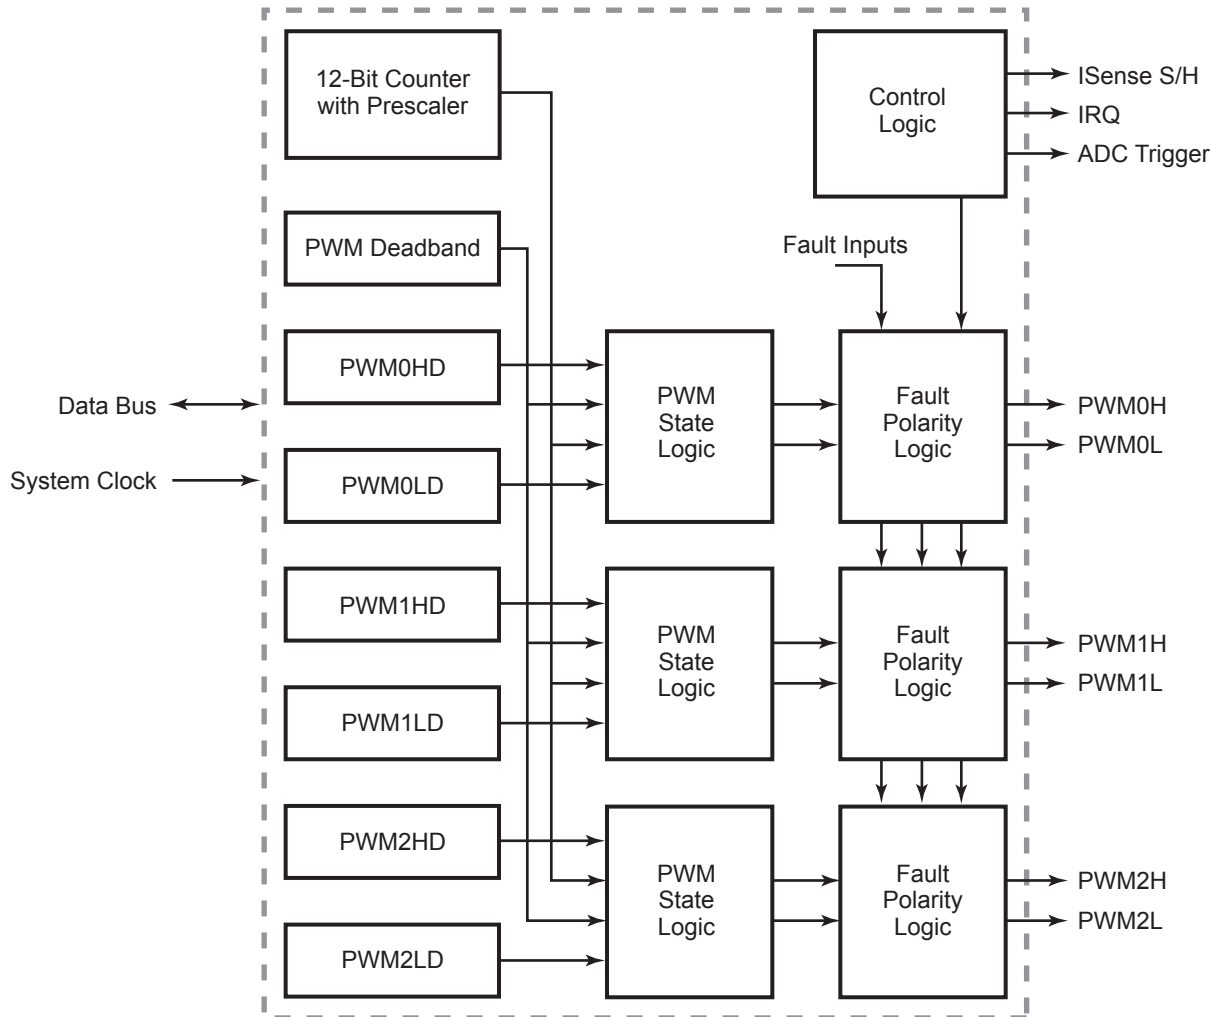 12-Bit Counter
with Prescaler
Control
Logic
ISense S/H
IRQ
ADC Trigger
PWM Deadband
Fault Inputs
PWM0HD
PWM0LD
PWM
State
Logic
Fault
Polarity
Logic
PWM0H
PWM0L
Data Bus
System Clock
PWM1HD
PWM1LD
PWM
State
Logic
Fault
Polarity
Logic
PWM1H
PWM1L
PWM2HD
PWM2LD
PWM
State
Logic
Fault
Polarity
Logic
PWM2H
PWM2L